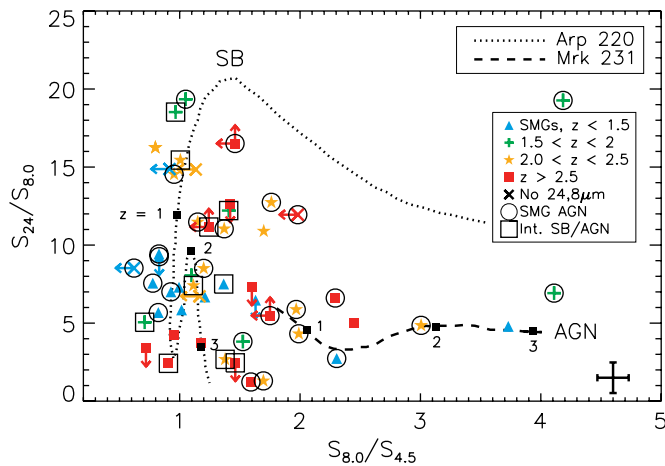 SB
Arp 220
Mrk 231
SMGs, z < 1.5
1.5 < z < 2
2.0 < z < 2.5
z > 2.5
No 24,8μm
SMG AGN
Int. SB/AGN
25
20
15
10
5
0
S24/S8.0
z = 1
2
3
1
2
3
AGN
1
2
3
4
5
S8.0/S4.5